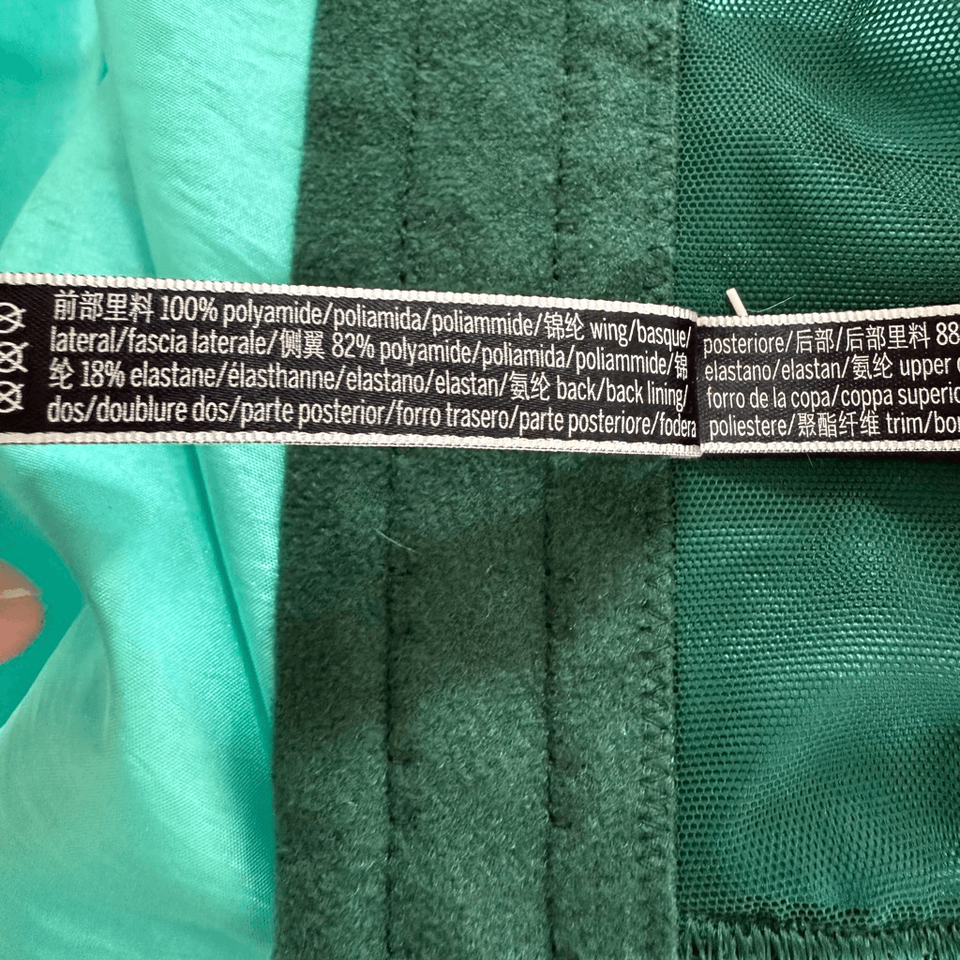 前部里料 100% polyamide/poliamida/poliammide/锦纶 wing/basque/
lateral/fascia laterale/侧翼 82% polyamide/poliamida/poliammide/锦
纶 18% elastane/élasthanne/elastano/elastan/氨纶 back/back lining/
dos/doublure dos/parte posterior/forro trasero/parte posteriore/fodera
posteriore/后部/后部里料 88
elastano/elastan/氨纶 upper
forro de la copa/coppa superio
poliestere/聚酯纤维 trim/bor